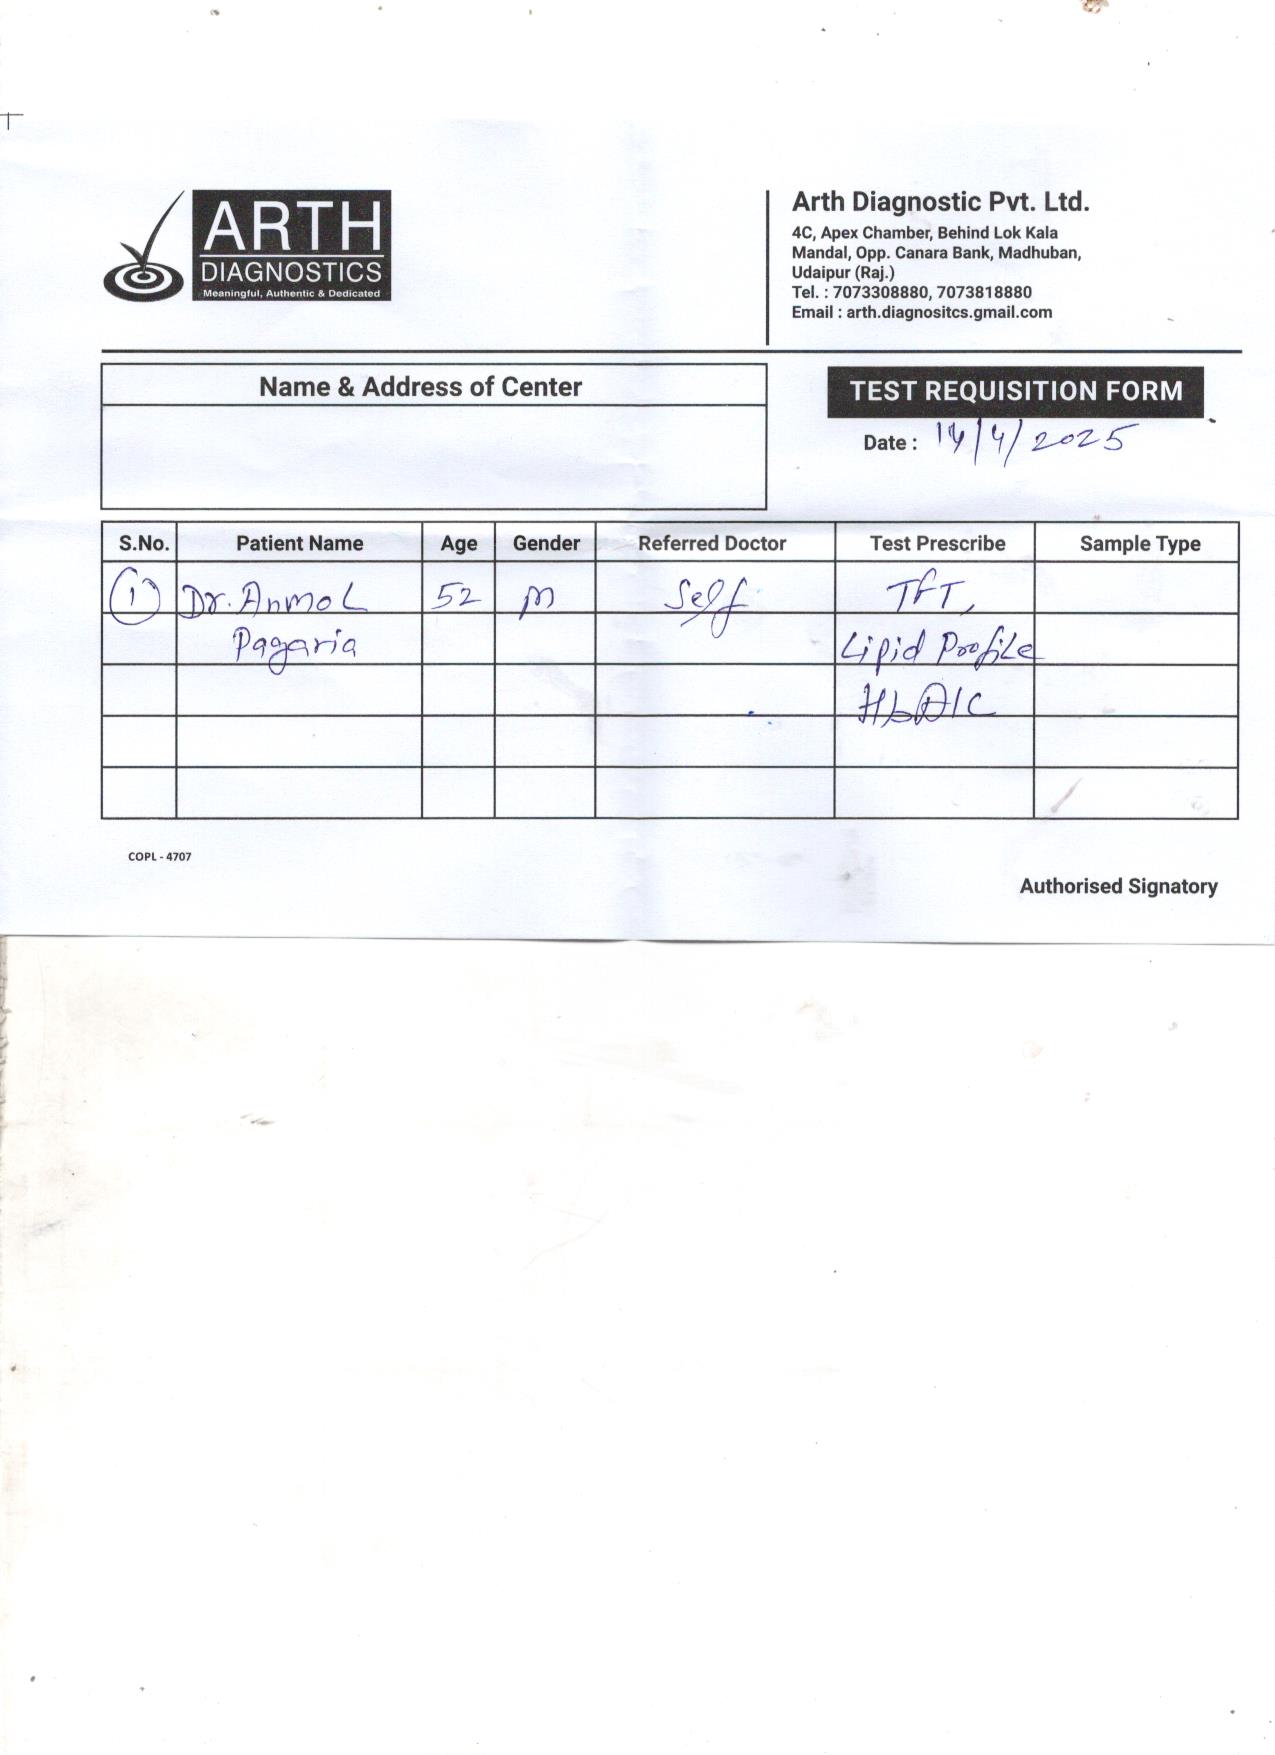 ARTH
DIAGNOSTICS
Meaningful, Authentic & Dedicated
Arth Diagnostic Pvt. Ltd.
4C, Apex Chamber, Behind Lok Kala
Mandal, Opp. Canara Bank, Madhuban,
Udaipur (Raj.)
Tel. : 7073308880, 7073818880
Email : arth.diagnositcs.gmail.com
Name & Address of Center
TEST REQUISITION FORM
Date : 14/4/2025
S.No. Patient Name Age Gender Referred Doctor Test Prescribe Sample Type
1 Dr. Anmol 52 M Self TFT,
Pagaria Lipid Profile
HbA1C
COPL - 4707
Authorised Signatory